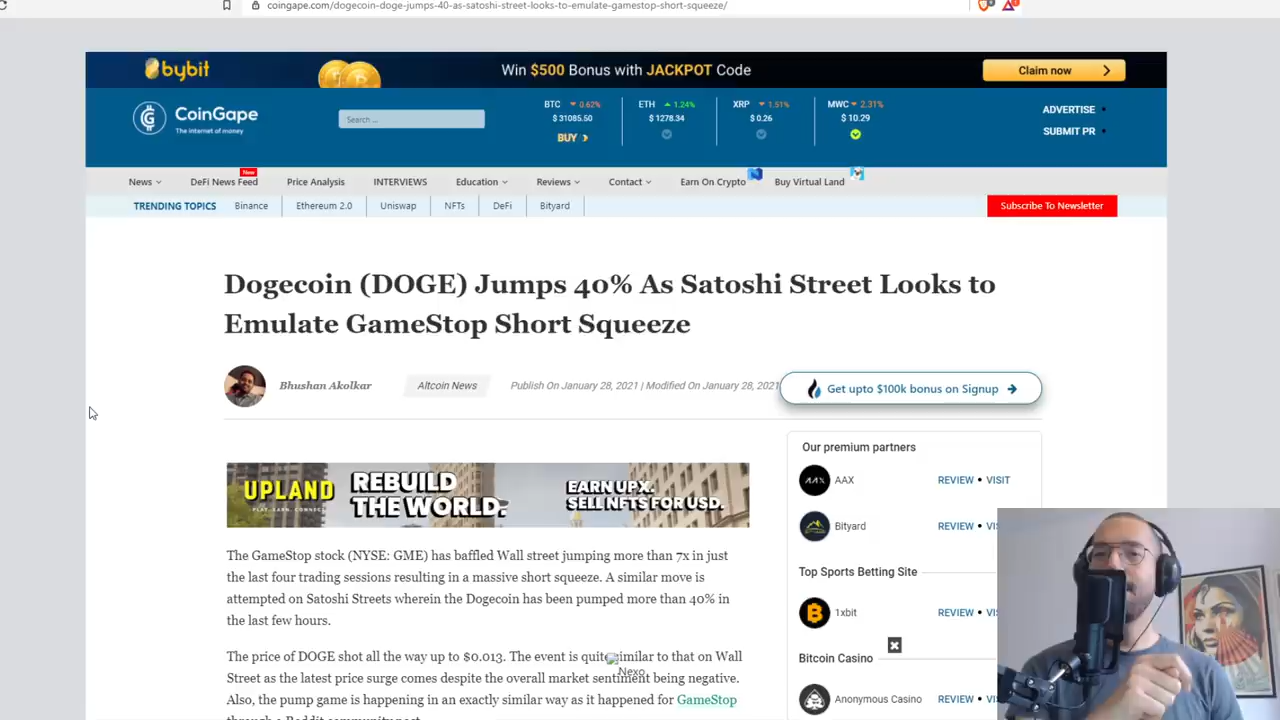 coingape.com/dogecoin-doge-jumps-40-as-satoshi-street-looks-to-emulate-gamestop-short-squeeze/
bybit
Win $500 Bonus with JACKPOT Code
Claim now
CoinGape
The internet of money
Search ...
BTC 0.62%
$ 31085.50
BUY
ETH 1.24%
$ 1278.34
XRP 1.51%
$ 0.26
MWC 2.31%
$ 10.29
ADVERTISE
SUBMIT PR
News
DeFi News Feed
New
Price Analysis
INTERVIEWS
Education
Reviews
Contact
Earn On Crypto
Buy Virtual Land
TRENDING TOPICS
Binance
Ethereum 2.0
Uniswap
NFTs
DeFi
Bityard
Subscribe To Newsletter
Dogecoin (DOGE) Jumps 40% As Satoshi Street Looks to
Emulate GameStop Short Squeeze
Bhushan Akolkar
Altcoin News
Publish On January 28, 2021 | Modified On January 28, 2021
Get upto $100k bonus on Signup
UPLAND
PLAY. EARN. CONNECT.
REBUILD
THE WORLD.
EARN UPX.
SELL NFTS FOR USD.
The GameStop stock (NYSE: GME) has baffled Wall street jumping more than 7x in just
the last four trading sessions resulting in a massive short squeeze. A similar move is
attempted on Satoshi Streets wherein the Dogecoin has been pumped more than 40% in
the last few hours.
The price of DOGE shot all the way up to $0.013. The event is quite similar to that on Wall
Street as the latest price surge comes despite the overall market sentiment being negative.
Also, the pump game is happening in an exactly similar way as it happened for GameStop
through a Reddit community post.
Nexo
Our premium partners
AAX
REVIEW • VISIT
Bityard
REVIEW
Top Sports Betting Site
1xbit
REVIEW
Bitcoin Casino
Anonymous Casino
REVIEW